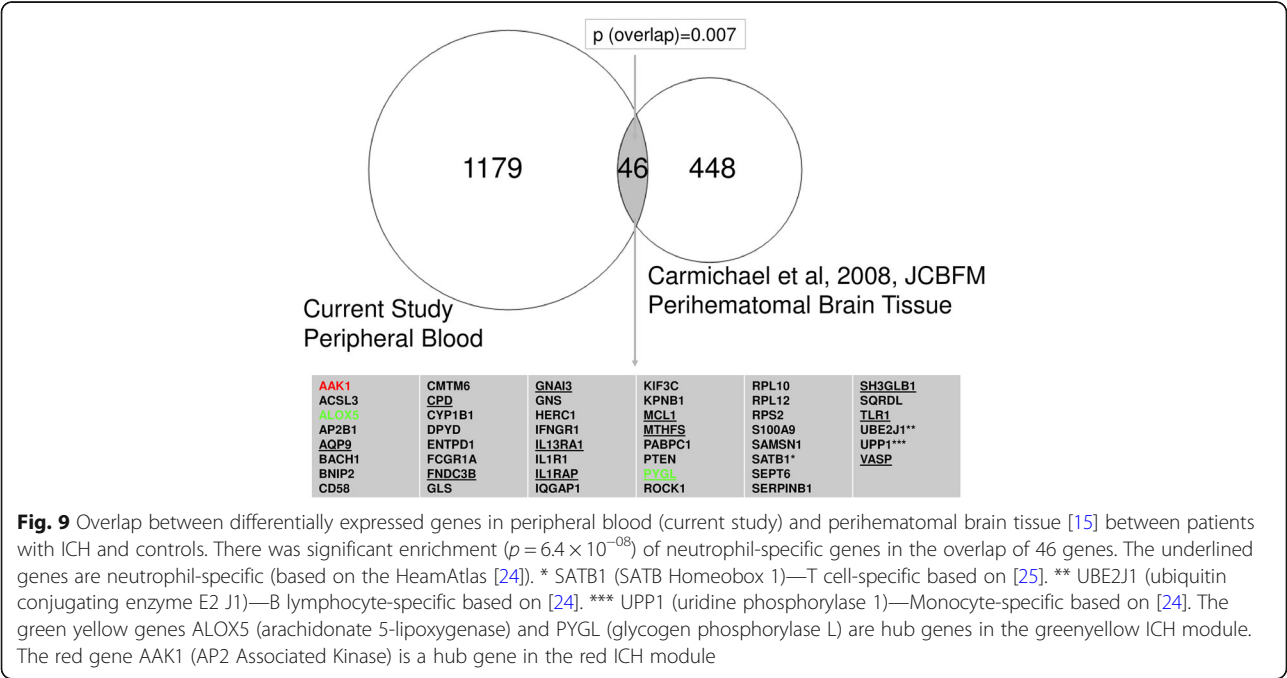 p (overlap)=0.007
1179
46
448
Carmichael et al, 2008, JCBFM
Perihematomal Brain Tissue
Current Study
Peripheral Blood
AAK1 CMTM6 GNAI3 KIF3C RPL10 SH3GLB1
ACSL3 CPD GNS KPNB1 RPL12 SQRDL
ALOX5 CYP1B1 HERC1 MCL1 RPS2 TLR1
AP2B1 DPYD IFNGR1 MTHFS S100A9 UBE2J1**
AQP9 ENTPD1 IL13RA1 PABPC1 SAMSN1 UPP1***
BACH1 FCGR1A IL1R1 PTEN SATB1* VASP
BNIP2 FNDC3B IL1RAP PYGL SEPT6
CD58 GLS IQGAP1 ROCK1 SERPINB1
Fig. 9 Overlap between differentially expressed genes in peripheral blood (current study) and perihematomal brain tissue [15] between patients
with ICH and controls. There was significant enrichment (p = 6.4 × 10⁻⁰⁸) of neutrophil-specific genes in the overlap of 46 genes. The underlined
genes are neutrophil-specific (based on the HeamAtlas [24]). * SATB1 (SATB Homeobox 1)—T cell-specific based on [25]. ** UBE2J1 (ubiquitin
conjugating enzyme E2 J1)—B lymphocyte-specific based on [24]. *** UPP1 (uridine phosphorylase 1)—Monocyte-specific based on [24]. The
green yellow genes ALOX5 (arachidonate 5-lipoxygenase) and PYGL (glycogen phosphorylase L) are hub genes in the greenyellow ICH module.
The red gene AAK1 (AP2 Associated Kinase) is a hub gene in the red ICH module